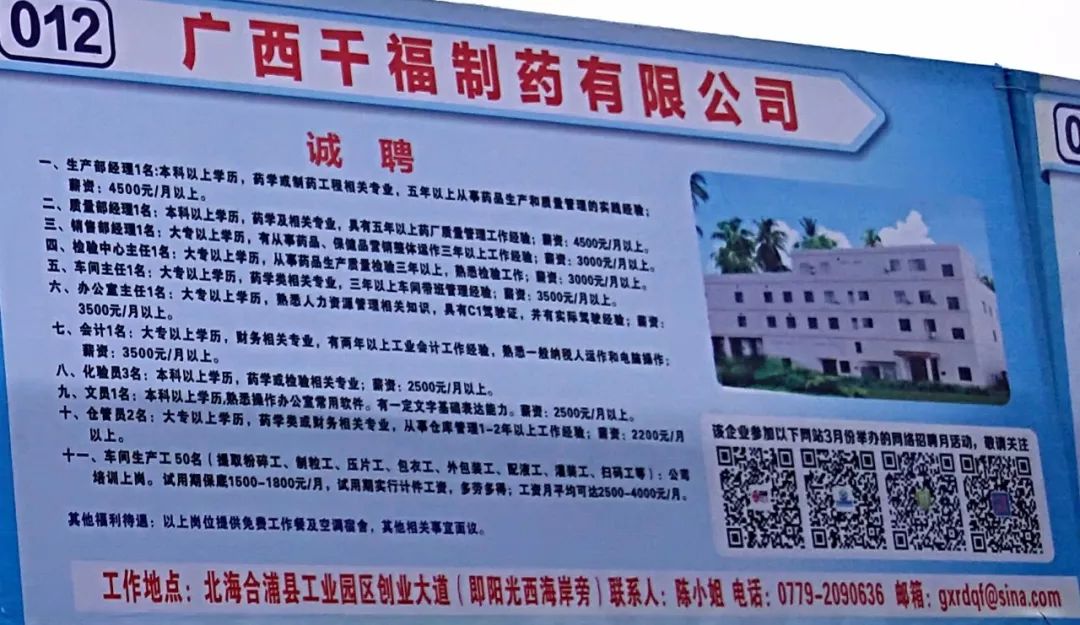 012
广西千福制药有限公司
诚 聘
一、生产部经理1名:本科以上学历，药学或制药工程相关专业，五年以上从事药品生产和质量管理的实践经验；
薪资：4500元/月以上。
二、质量部经理1名：本科以上学历，药学及相关专业，具有五年以上药厂质量管理工作经验；薪资：4500元/月以上。
三、销售部经理1名：大专以上学历，有从事药品、保健品营销整体运作三年以上工作经验；薪资：3000元/月以上。
四、检验中心主任1名：大专以上学历，从事药品生产质量检验三年以上，熟悉检验工作；薪资：3000元/月以上。
五、车间主任1名：大专以上学历，药学类相关专业，三年以上车间带班管理经验；薪资：3500元/月以上。
六、办公室主任1名：大专以上学历，熟悉人力资源管理相关知识，具有C1驾驶证，并有实际驾驶经验；薪资：
3500元/月以上。
七、会计1名：大专以上学历，财务相关专业，有两年以上工业会计工作经验，熟悉一般纳税人运作和电脑操作；
薪资：3500元/月以上。
八、化验员3名：本科以上学历，药学或检验相关专业；薪资：2500元/月以上。
九、文员1名：本科以上学历,熟悉操作办公室常用软件。有一定文字基础表达能力。薪资：2500元/月以上。
十、仓管员2名：大专以上学历，药学类或财务相关专业，从事仓库管理1-2年以上工作经验；薪资：2200元/月
以上。
十一、车间生产工50名（提取粉碎工、制粒工、压片工、包衣工、外包装工、配液工、灌装工、扫码工等）：公司
培训上岗。试用期保底1500-1800元/月，试用期实行计件工资，多劳多得；工资月平均可达2500-4000元/月。
其他福利待遇：以上岗位提供免费工作餐及空调宿舍，其他相关事宜面议。
该企业参加以下网站3月份举办的网络招聘月活动，敬请关注
工作地点：北海合浦县工业园区创业大道（即阳光西海岸旁）联系人：陈小姐 电话：0779-2090636 邮箱：gxrdqf@sina.com
0